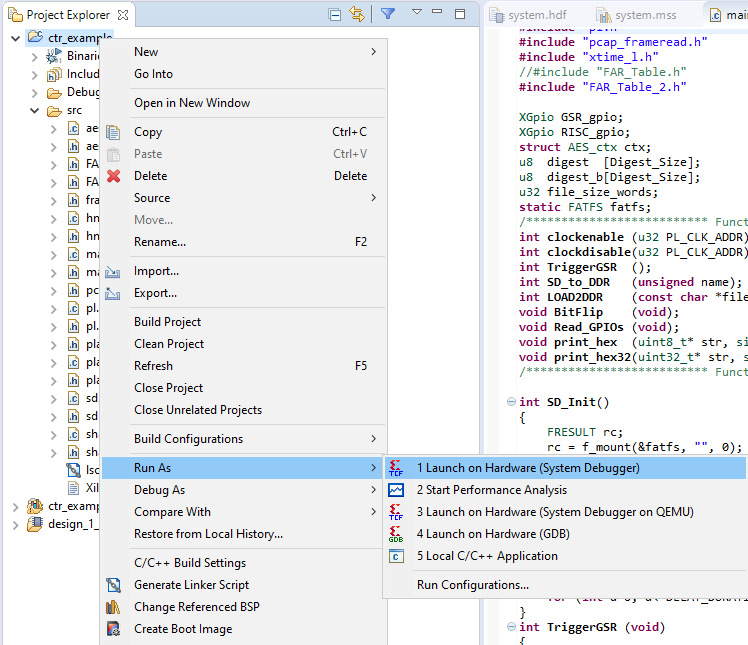 Project Explorer
system.hdf
system.mss
ctr_example
Binari
Includ
Debug
src
aes
aes
FA
FA
fra
hm
hm
ma
ma
pc
pl.
pl.
pla
pla
pla
sd
sd
sh
sh
lsc
Xil
ctr_examp
design_1_
New
Go Into
Open in New Window
Copy Ctrl+C
Paste Ctrl+V
Delete Delete
Source
Move...
Rename... F2
Import...
Export...
Build Project
Clean Project
Refresh F5
Close Project
Close Unrelated Projects
Build Configurations
Run As
Debug As
Compare With
Restore from Local History...
C/C++ Build Settings
Generate Linker Script
Change Referenced BSP
Create Boot Image
1 Launch on Hardware (System Debugger)
2 Start Performance Analysis
3 Launch on Hardware (System Debugger on QEMU)
4 Launch on Hardware (GDB)
5 Local C/C++ Application
Run Configurations...
#include "pcap_frameread.h"
#include "xtime_l.h"
//#include "FAR_Table.h"
#include "FAR_Table_2.h"
XGpio GSR_gpio;
XGpio RISC_gpio;
struct AES_ctx ctx;
u8 digest [Digest_Size];
u8 digest_b[Digest_Size];
u32 file_size_words;
static FATFS fatfs;
/************************** Funct
int clockenable (u32 PL_CLK_ADDR)
int clockdisable(u32 PL_CLK_ADDR)
int TriggerGSR ();
int SD_to_DDR (unsigned name);
int LOAD2DDR (const char *file
void BitFlip (void);
void Read_GPIOs (void);
void print_hex (uint8_t* str, si
void print_hex32(uint32_t* str, s
/************************** Funct
int SD_Init()
{
FRESULT rc;
rc = f_mount(&fatfs, "", 0);
}
int TriggerGSR (void)
{